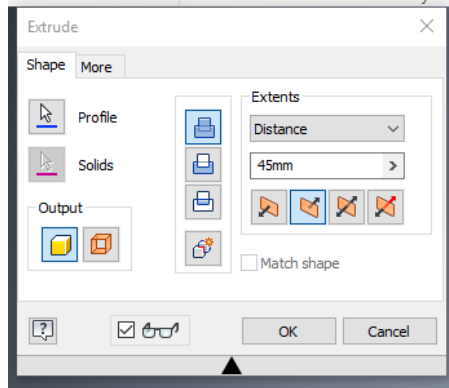 Extrude
Shape More
Profile
Solids
Output
Extents
Distance
45mm
Match shape
OK
Cancel